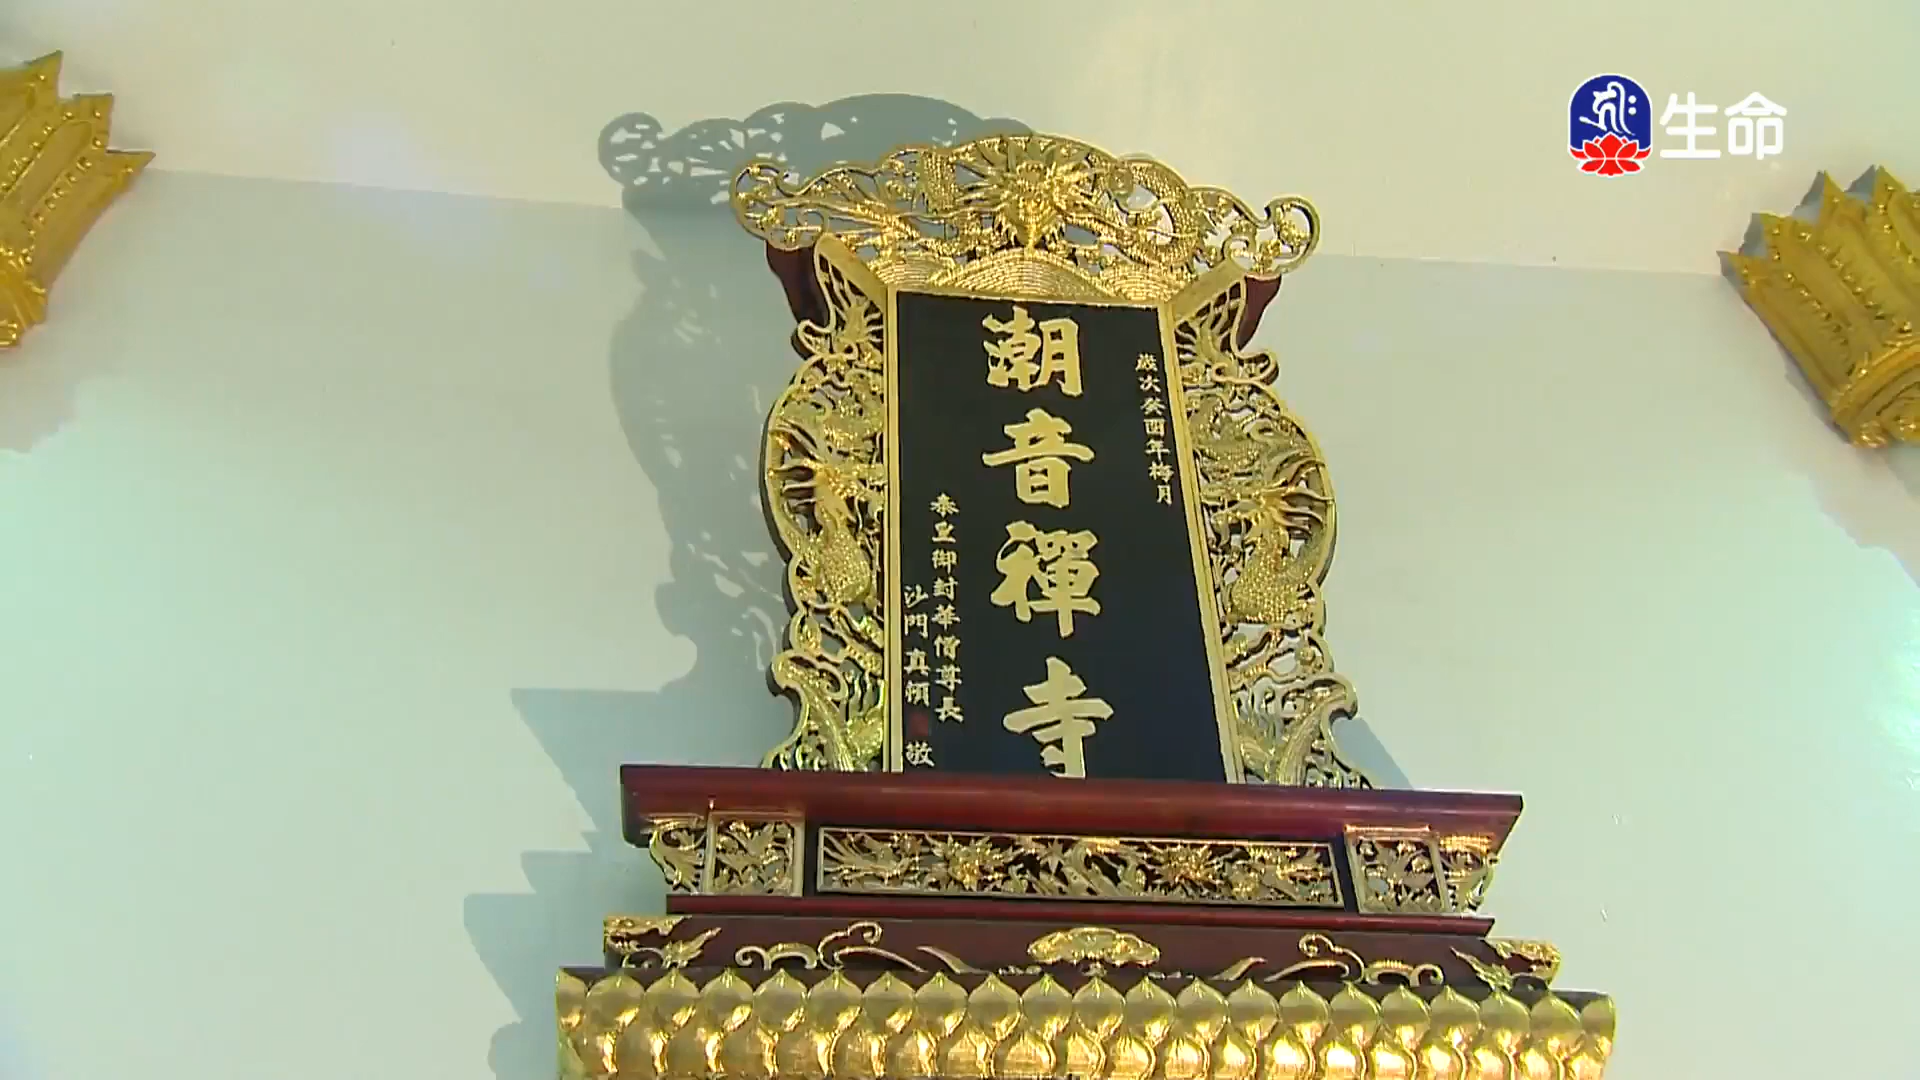 生命
歲次癸酉年梅月
潮音禪寺
泰皇御封華僧尊長
沙門真頓
敬